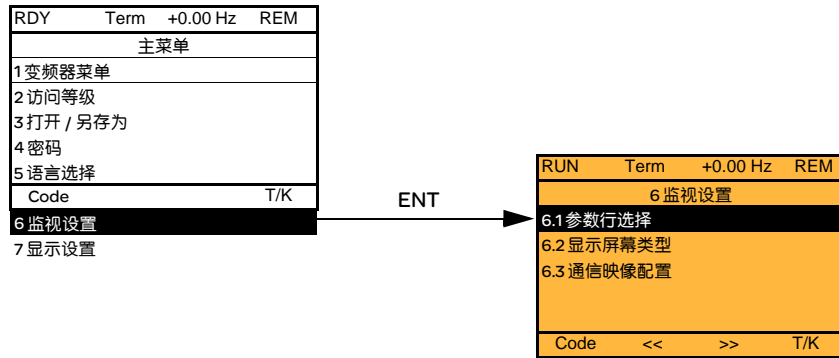 RDY Term +0.00 Hz REM
主菜单
1 变频器菜单
2 访问等级
3 打开 / 另存为
4 密码
5 语言选择
Code T/K
6 监视设置
7 显示设置
ENT
RUN Term +0.00 Hz REM
6 监视设置
6.1 参数行选择
6.2 显示屏幕类型
6.3 通信映像配置
Code << >> T/K